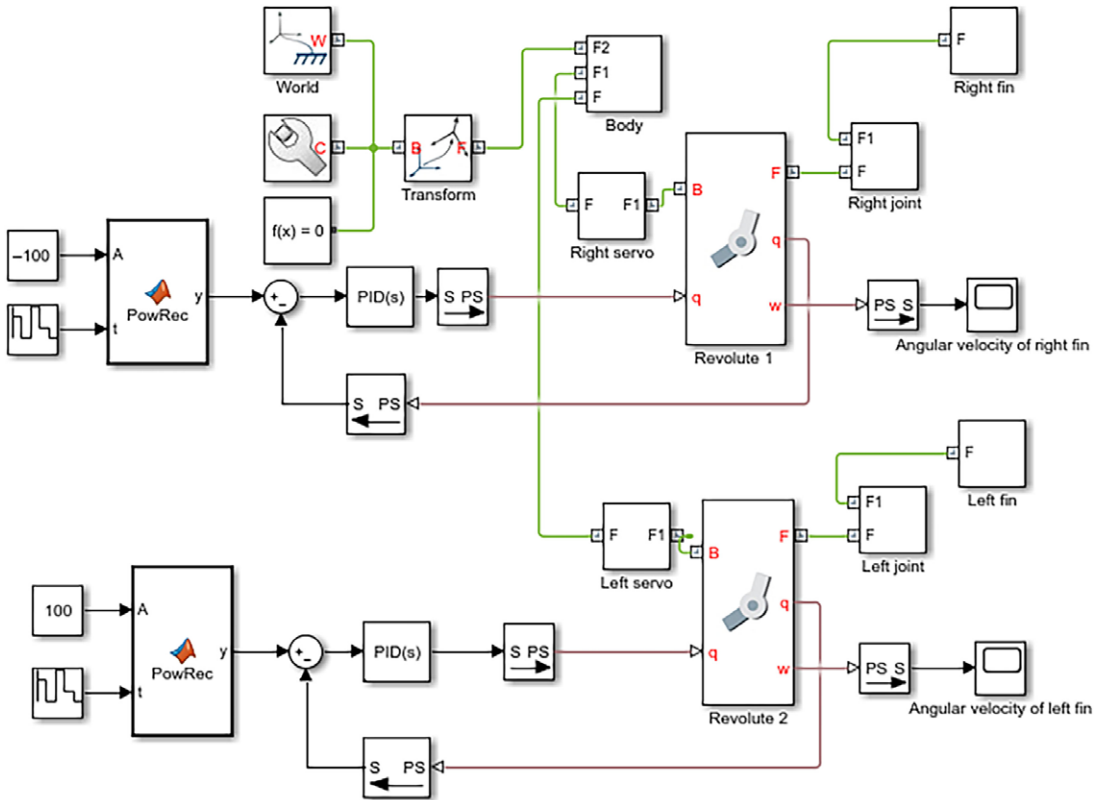 W
World
C
f(x) = 0
B
F
Transform
F2
F1
F
Body
F
Right fin
F1
F
Right joint
F
F1
Right servo
B
F
q
q
w
Revolute 1
-100
A
t
y
PowRec
+
-
PID(s)
S PS
S PS
PS S
Angular velocity of right fin
F
Left fin
F1
F
Left joint
F
F1
Left servo
B
F
q
q
w
Revolute 2
100
A
t
y
PowRec
+
-
PID(s)
S PS
S PS
PS S
Angular velocity of left fin